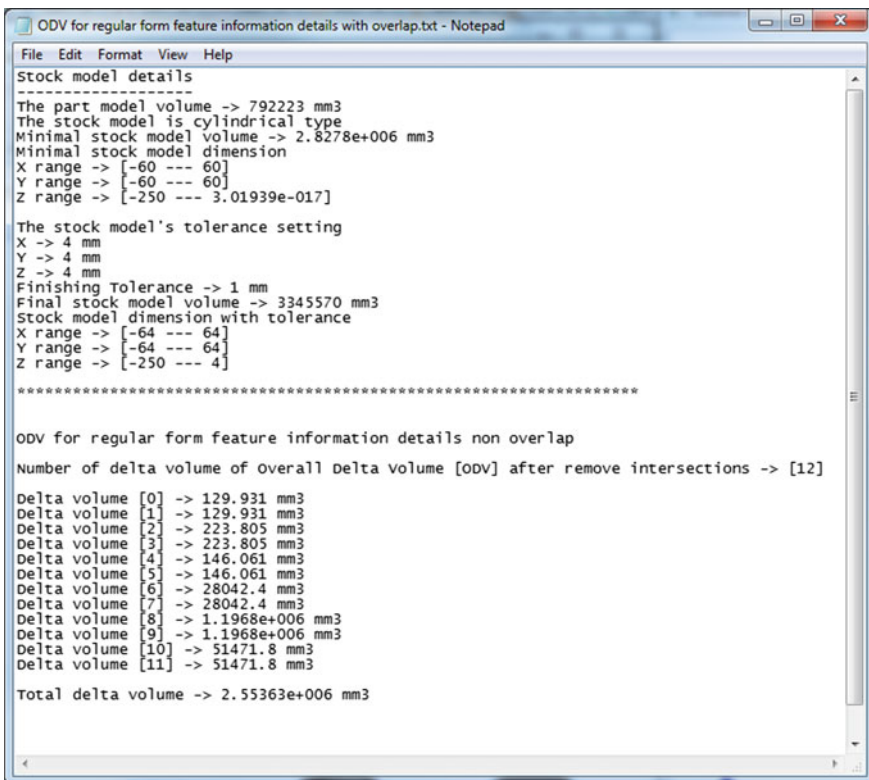 ODV for regular form feature information details with overlap.txt - Notepad
File Edit Format View Help
Stock model details
-------------------
The part model volume -> 792223 mm3
The stock model is cylindrical type
Minimal stock model volume -> 2.8278e+006 mm3
Minimal stock model dimension
X range -> [-60 --- 60]
Y range -> [-60 --- 60]
Z range -> [-250 --- 3.01939e-017]
The stock model's tolerance setting
X -> 4 mm
Y -> 4 mm
Z -> 4 mm
Finishing Tolerance -> 1 mm
Final stock model volume -> 3345570 mm3
Stock model dimension with tolerance
X range -> [-64 --- 64]
Y range -> [-64 --- 64]
Z range -> [-250 --- 4]
********************************************************************
ODV for regular form feature information details non overlap
Number of delta volume of Overall Delta Volume [ODV] after remove intersections -> [12]
Delta volume [0] -> 129.931 mm3
Delta volume [1] -> 129.931 mm3
Delta volume [2] -> 223.805 mm3
Delta volume [3] -> 223.805 mm3
Delta volume [4] -> 146.061 mm3
Delta volume [5] -> 146.061 mm3
Delta volume [6] -> 28042.4 mm3
Delta volume [7] -> 28042.4 mm3
Delta volume [8] -> 1.1968e+006 mm3
Delta volume [9] -> 1.1968e+006 mm3
Delta volume [10] -> 51471.8 mm3
Delta volume [11] -> 51471.8 mm3
Total delta volume -> 2.55363e+006 mm3